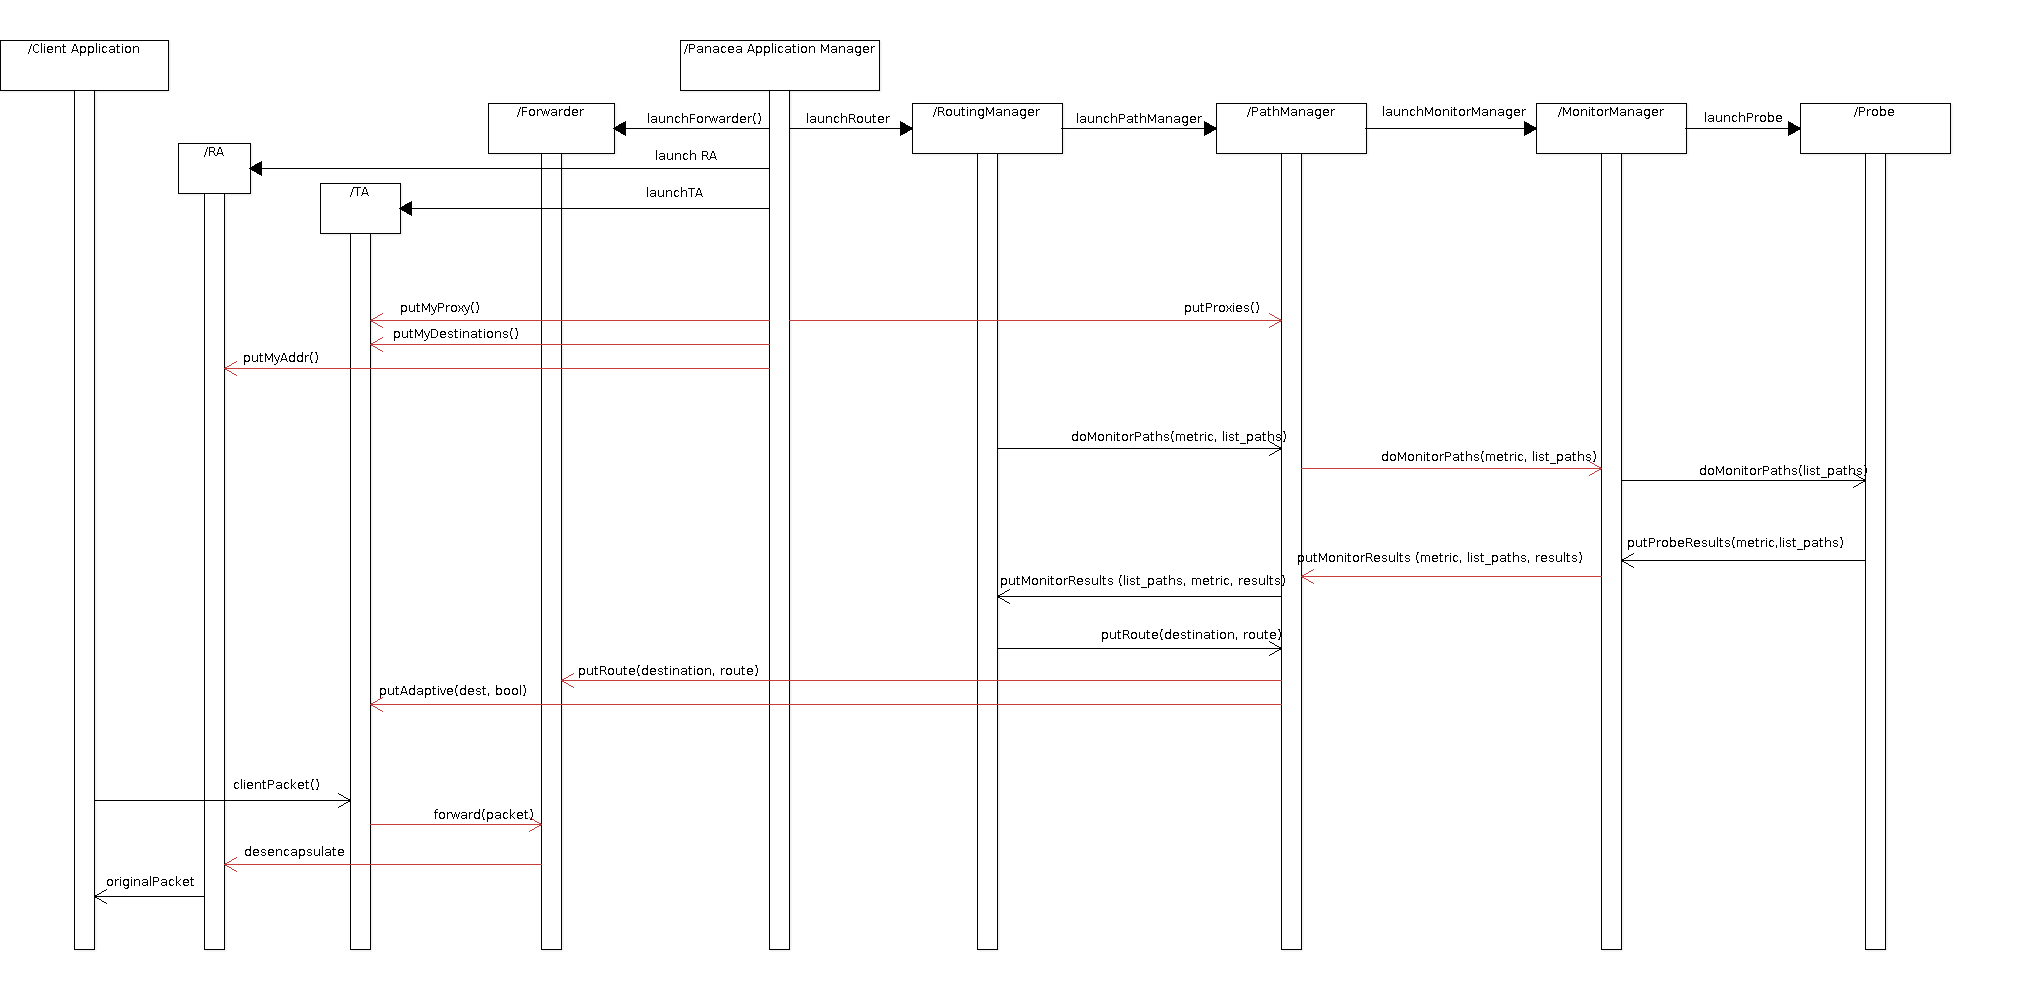 /Client Application
/Panacea Application Manager
/Forwarder
launchForwarder()
launchRouter
/RoutingManager
launchPathManager
/PathManager
launchMonitorManager
/MonitorManager
launchProbe
/Probe
/RA
launch RA
/TA
launchTA
putMyProxy()
putProxies()
putMyDestinations()
putMyAddr()
doMonitorPaths(metric, list_paths)
doMonitorPaths(metric, list_paths)
doMonitorPaths(list_paths)
putProbeResults(metric,list_paths)
putMonitorResults (metric, list_paths, results)
putMonitorResults (list_paths, metric, results)
putRoute(destination, route)
putRoute(destination, route)
putAdaptive(dest, bool)
clientPacket()
forward(packet)
desencapsulate
originalPacket